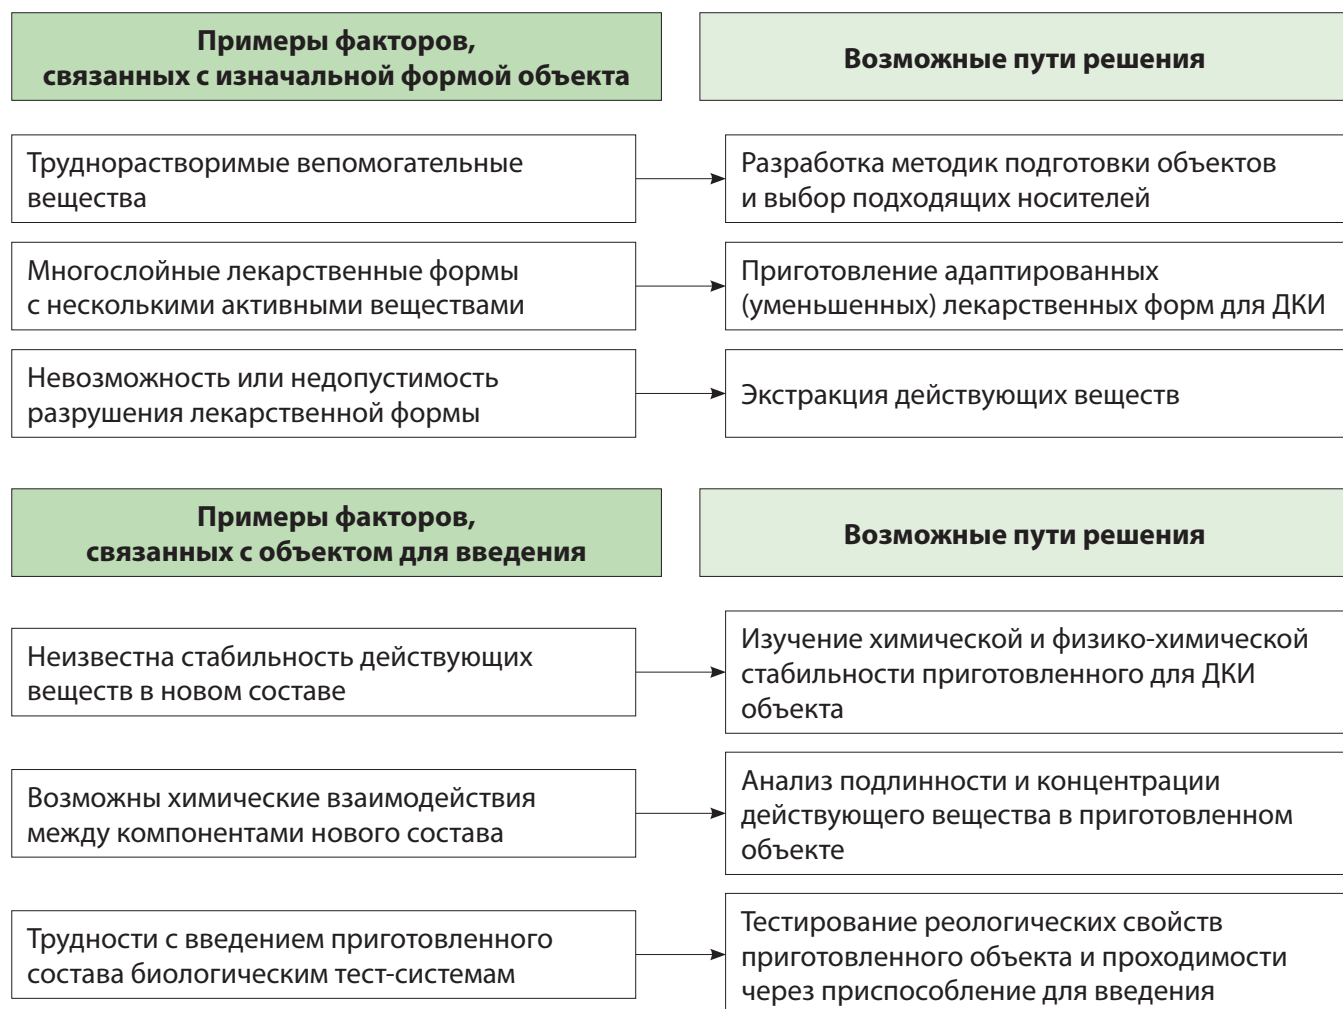 Примеры факторов,
связанных с изначальной формой объекта
Возможные пути решения
Труднорастворимые вепомогательные
вещества
Разработка методик подготовки объектов
и выбор подходящих носителей
Многослойные лекарственные формы
с несколькими активными веществами
Приготовление адаптированных
(уменьшенных) лекарственных форм для ДКИ
Невозможность или недопустимость
разрушения лекарственной формы
Экстракция действующих веществ
Примеры факторов,
связанных с объектом для введения
Возможные пути решения
Неизвестна стабильность действующих
веществ в новом составе
Изучение химической и физико-химической
стабильности приготовленного для ДКИ
объекта
Возможны химические взаимодействия
между компонентами нового состава
Анализ подлинности и концентрации
действующего вещества в приготовленном
объекте
Трудности с введением приготовленного
состава биологическим тест-системам
Тестирование реологических свойств
приготовленного объекта и проходимости
через приспособление для введения